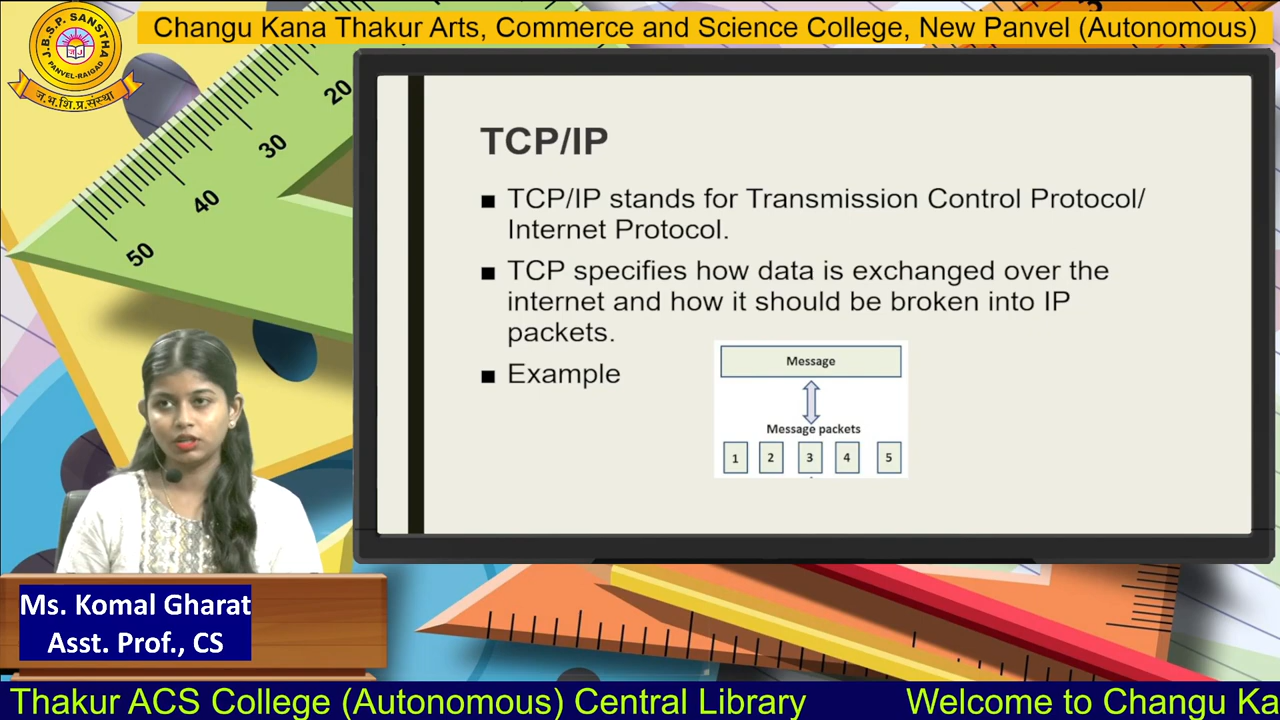 Changu Kana Thakur Arts, Commerce and Science College, New Panvel (Autonomous)
J.B.S.P. SANSTHA
PANVEL-RAIGAD
ज.भ.शि.प्र.संस्था
20
30
40
50
TCP/IP
■ TCP/IP stands for Transmission Control Protocol/
Internet Protocol.
■ TCP specifies how data is exchanged over the
internet and how it should be broken into IP
packets.
■ Example
Message
Message packets
1 2 3 4 5
Ms. Komal Gharat
Asst. Prof., CS
Thakur ACS College (Autonomous) Central Library Welcome to Changu Ka